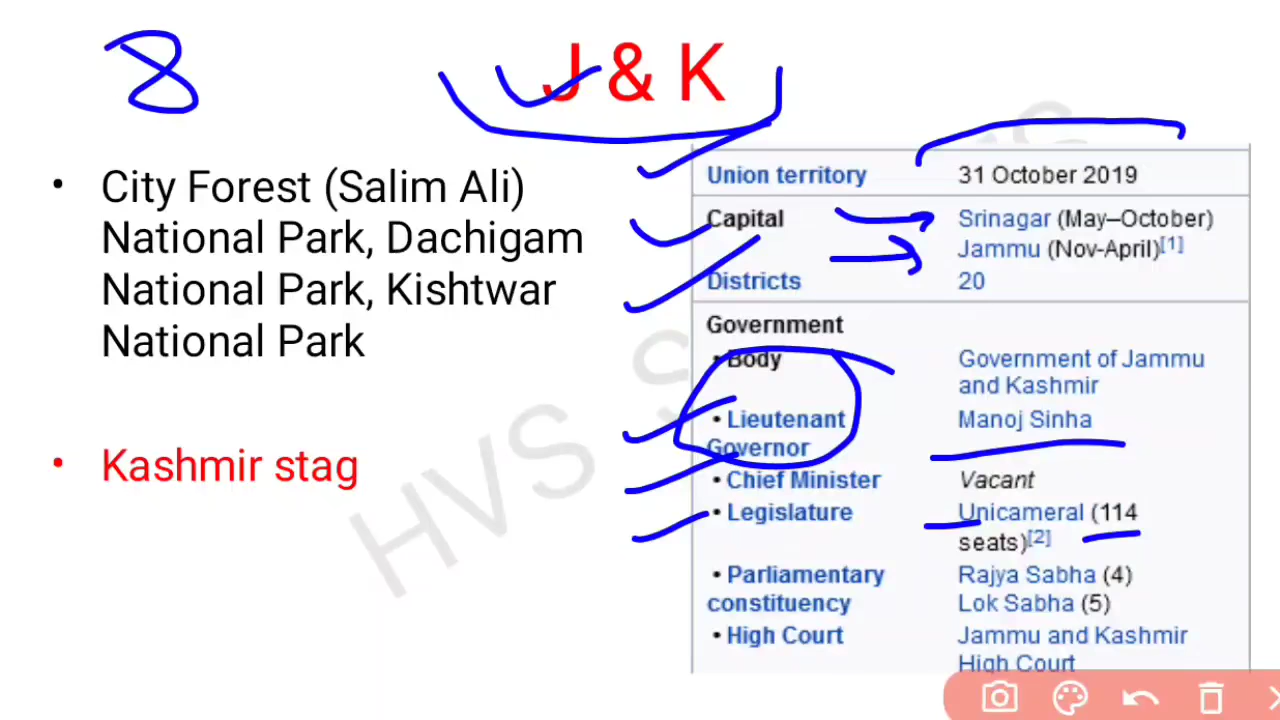 8
J & K
• City Forest (Salim Ali)
National Park, Dachigam
National Park, Kishtwar
National Park
• Kashmir stag
Union territory 31 October 2019
Capital Srinagar (May–October)
Jammu (Nov-April)[1]
Districts 20
Government
• Body Government of Jammu
and Kashmir
• Lieutenant Manoj Sinha
Governor
• Chief Minister Vacant
• Legislature Unicameral (114
seats)[2]
• Parliamentary Rajya Sabha (4)
constituency Lok Sabha (5)
• High Court Jammu and Kashmir
High Court
HVS S